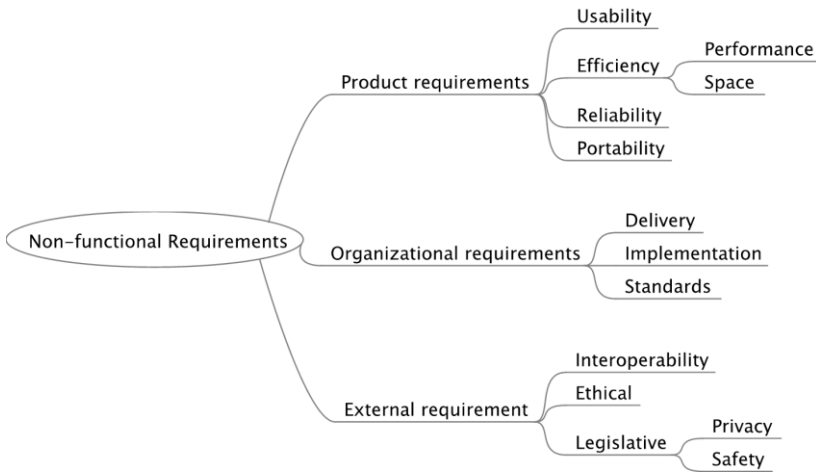 Usability
Performance
Efficiency
Space
Product requirements
Reliability
Portability
Non-functional Requirements
Delivery
Organizational requirements
Implementation
Standards
Interoperability
Ethical
External requirement
Privacy
Legislative
Safety